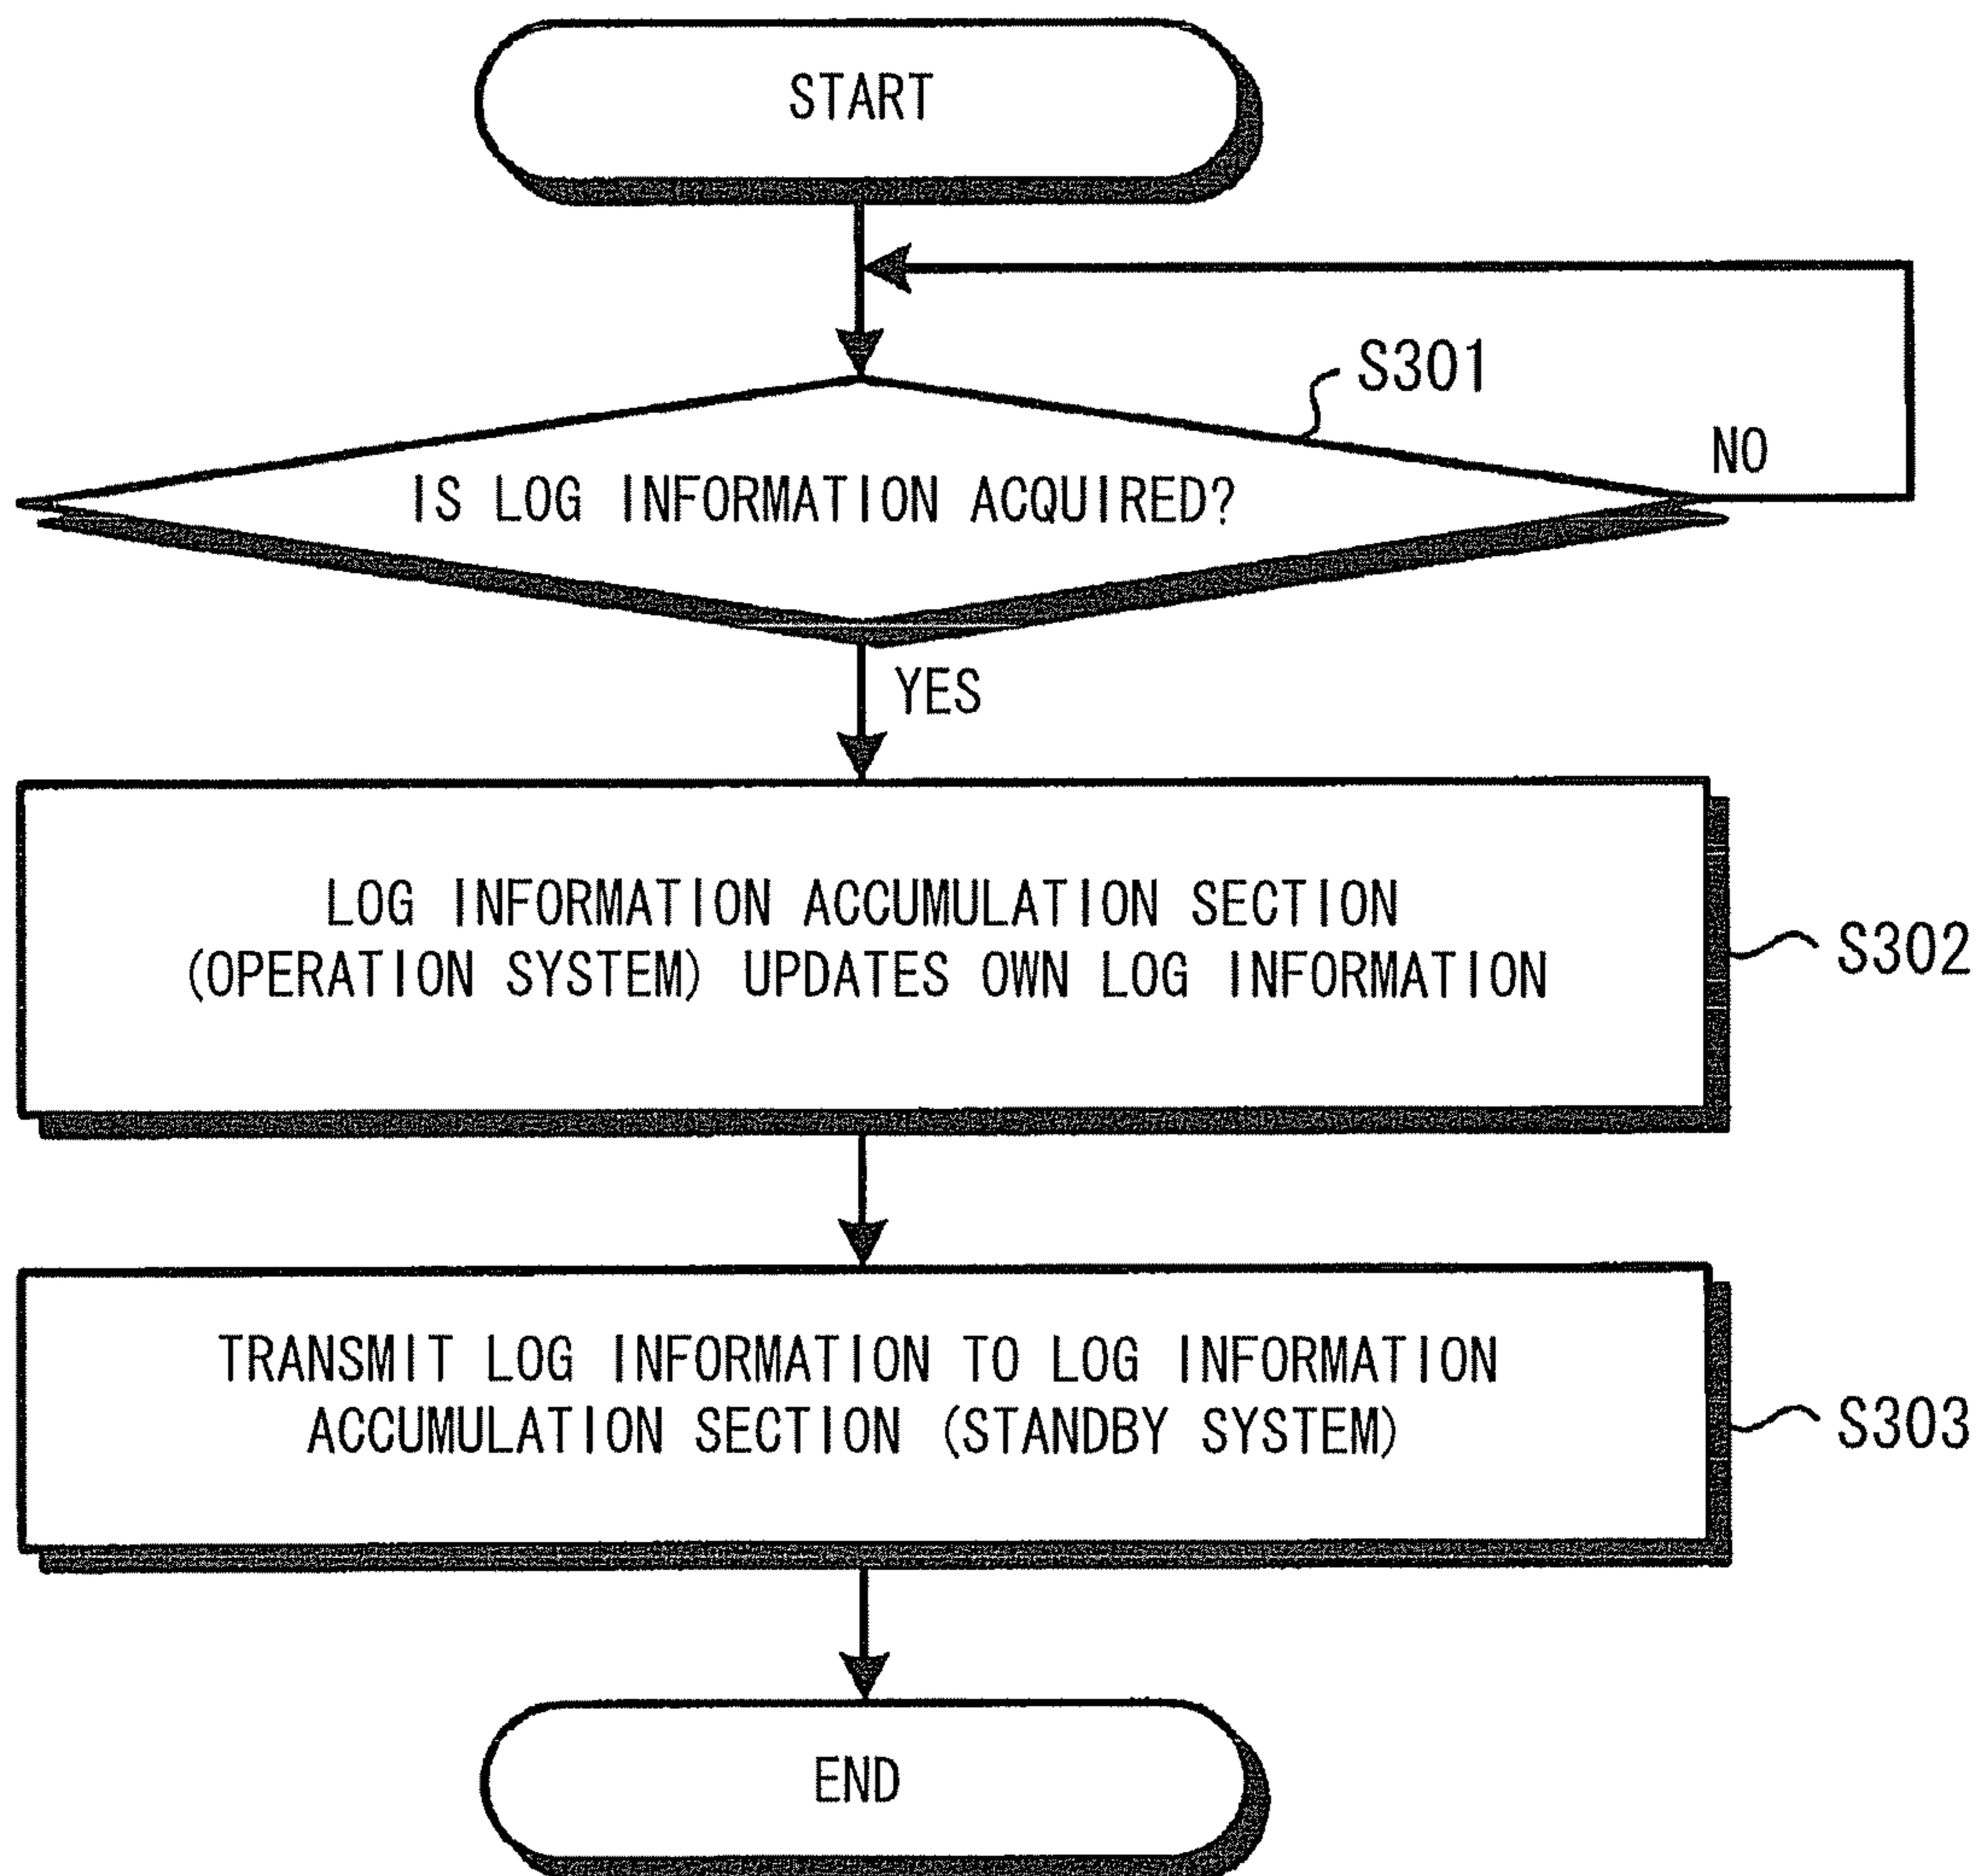 START
S301
NO
IS LOG INFORMATION ACQUIRED?
YES
LOG INFORMATION ACCUMULATION SECTION
(OPERATION SYSTEM) UPDATES OWN LOG INFORMATION
S302
TRANSMIT LOG INFORMATION TO LOG INFORMATION
ACCUMULATION SECTION (STANDBY SYSTEM)
S303
END